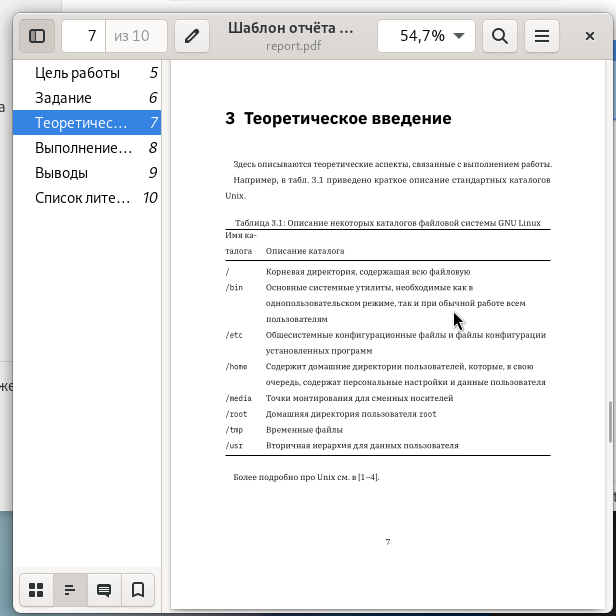 7 из 10
Шаблон отчёта …
report.pdf
54,7%
Цель работы 5
Задание 6
Теоретичес… 7
Выполнение… 8
Выводы 9
Список лите… 10
3 Теоретическое введение
Здесь описываются теоретические аспекты, связанные с выполнением работы.
Например, в табл. 3.1 приведено краткое описание стандартных каталогов
Unix.
Таблица 3.1: Описание некоторых каталогов файловой системы GNU Linux
Имя ка-
талога Описание каталога
/ Корневая директория, содержащая всю файловую
/bin Основные системные утилиты, необходимые как в
однопользовательском режиме, так и при обычной работе всем
пользователям
/etc Общесистемные конфигурационные файлы и файлы конфигурации
установленных программ
/home Содержит домашние директории пользователей, которые, в свою
очередь, содержат персональные настройки и данные пользователя
/media Точки монтирования для сменных носителей
/root Домашняя директория пользователя root
/tmp Временные файлы
/usr Вторичная иерархия для данных пользователя
Более подробно про Unix см. в [1–4].
7